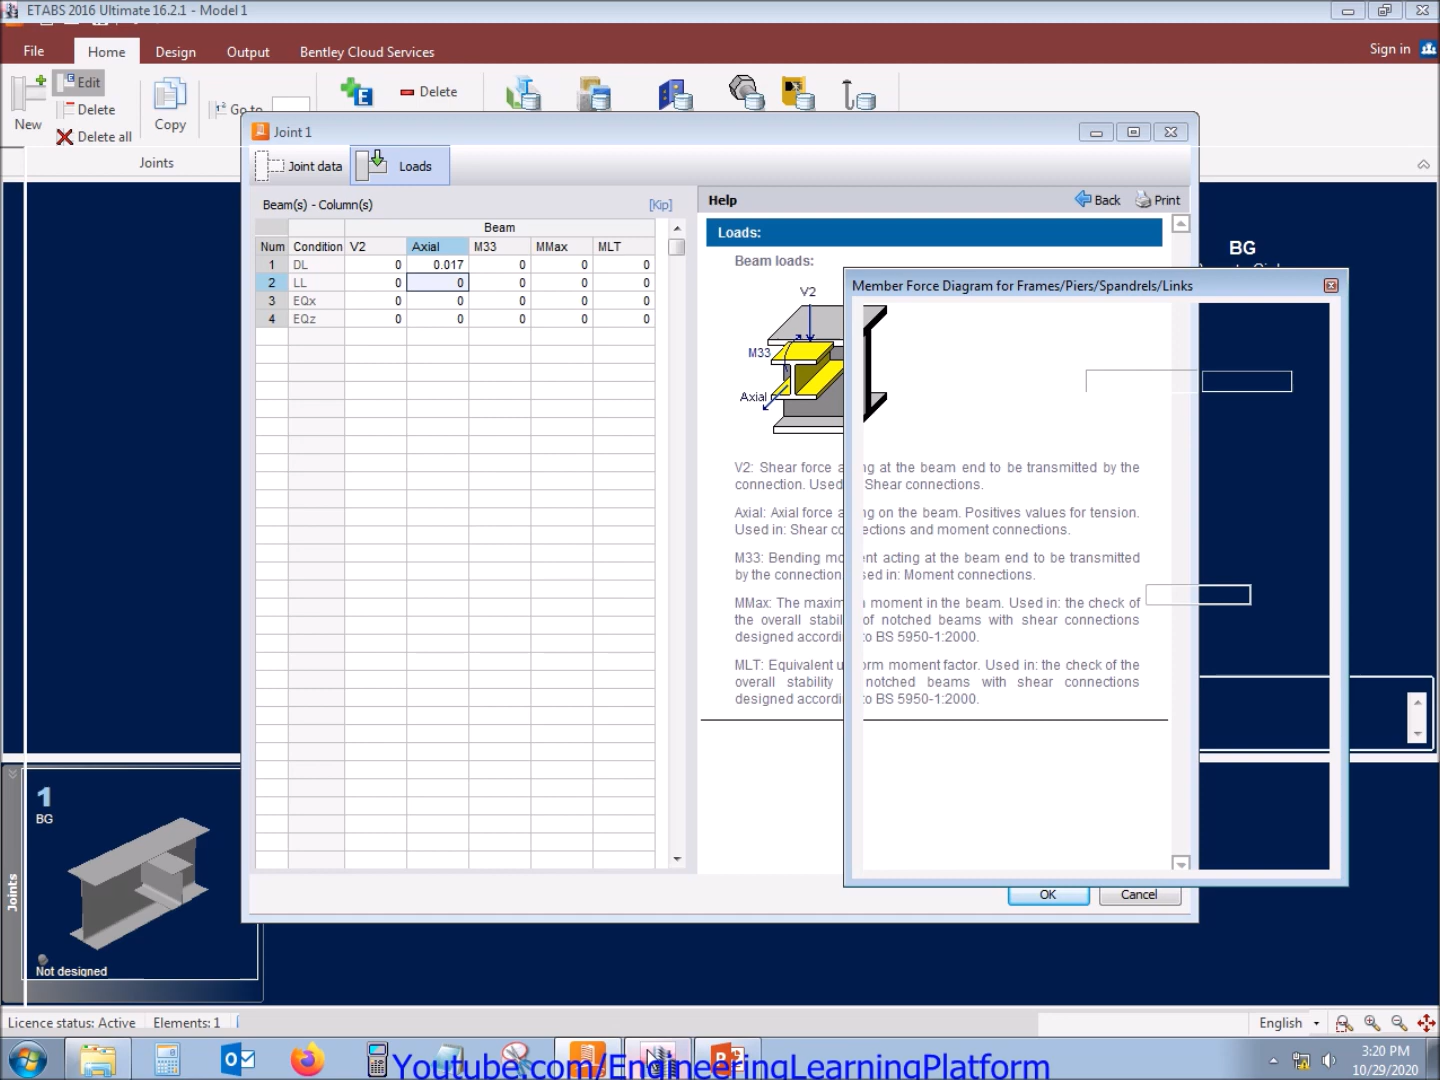 ETABS 2016 Ultimate 16.2.1 - Model 1
File Home Design Output Bentley Cloud Services Sign in
New Edit Delete Delete all Copy Go to Delete
Joints
Joint 1
Joint data Loads
Beam(s) - Column(s) [Kip]
Beam
Num Condition V2 Axial M33 MMax MLT
1 DL 0 0.017 0 0 0
2 LL 0 0 0 0 0
3 EQx 0 0 0 0 0
4 EQz 0 0 0 0 0
Help Back Print
Loads:
Beam loads:
V2
M33
Axial
V2: Shear force a ng at the beam end to be transmitted by the
connection. Used Shear connections.
Axial: Axial force a ng on the beam. Positives values for tension.
Used in: Shear co ections and moment connections.
M33: Bending mo ent acting at the beam end to be transmitted
by the connection sed in: Moment connections.
MMax: The maxim moment in the beam. Used in: the check of
the overall stabil of notched beams with shear connections
designed accordi to BS 5950-1:2000.
MLT: Equivalent u orm moment factor. Used in: the check of the
overall stability notched beams with shear connections
designed accordi to BS 5950-1:2000.
OK Cancel
Member Force Diagram for Frames/Piers/Spandrels/Links
BG
Joints
1
BG
Not designed
Licence status: Active Elements: 1 English
Youtube.com/EngineeringLearningPlatform
3:20 PM
10/29/2020